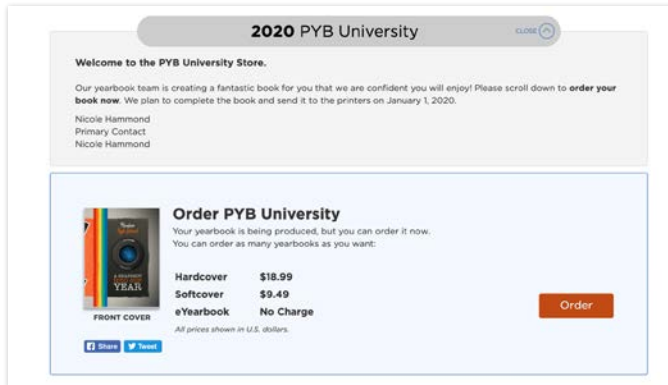 2020 PYB University
CLOSE
Welcome to the PYB University Store.
Our yearbook team is creating a fantastic book for you that we are confident you will enjoy! Please scroll down to order your
book now. We plan to complete the book and send it to the printers on January 1, 2020.
Nicole Hammond
Primary Contact
Nicole Hammond
Order PYB University
Your yearbook is being produced, but you can order it now.
You can order as many yearbooks as you want:
Hardcover $18.99
Softcover $9.49
eYearbook No Charge
All prices shown in U.S. dollars.
Order
YEAR
FRONT COVER
Share Tweet